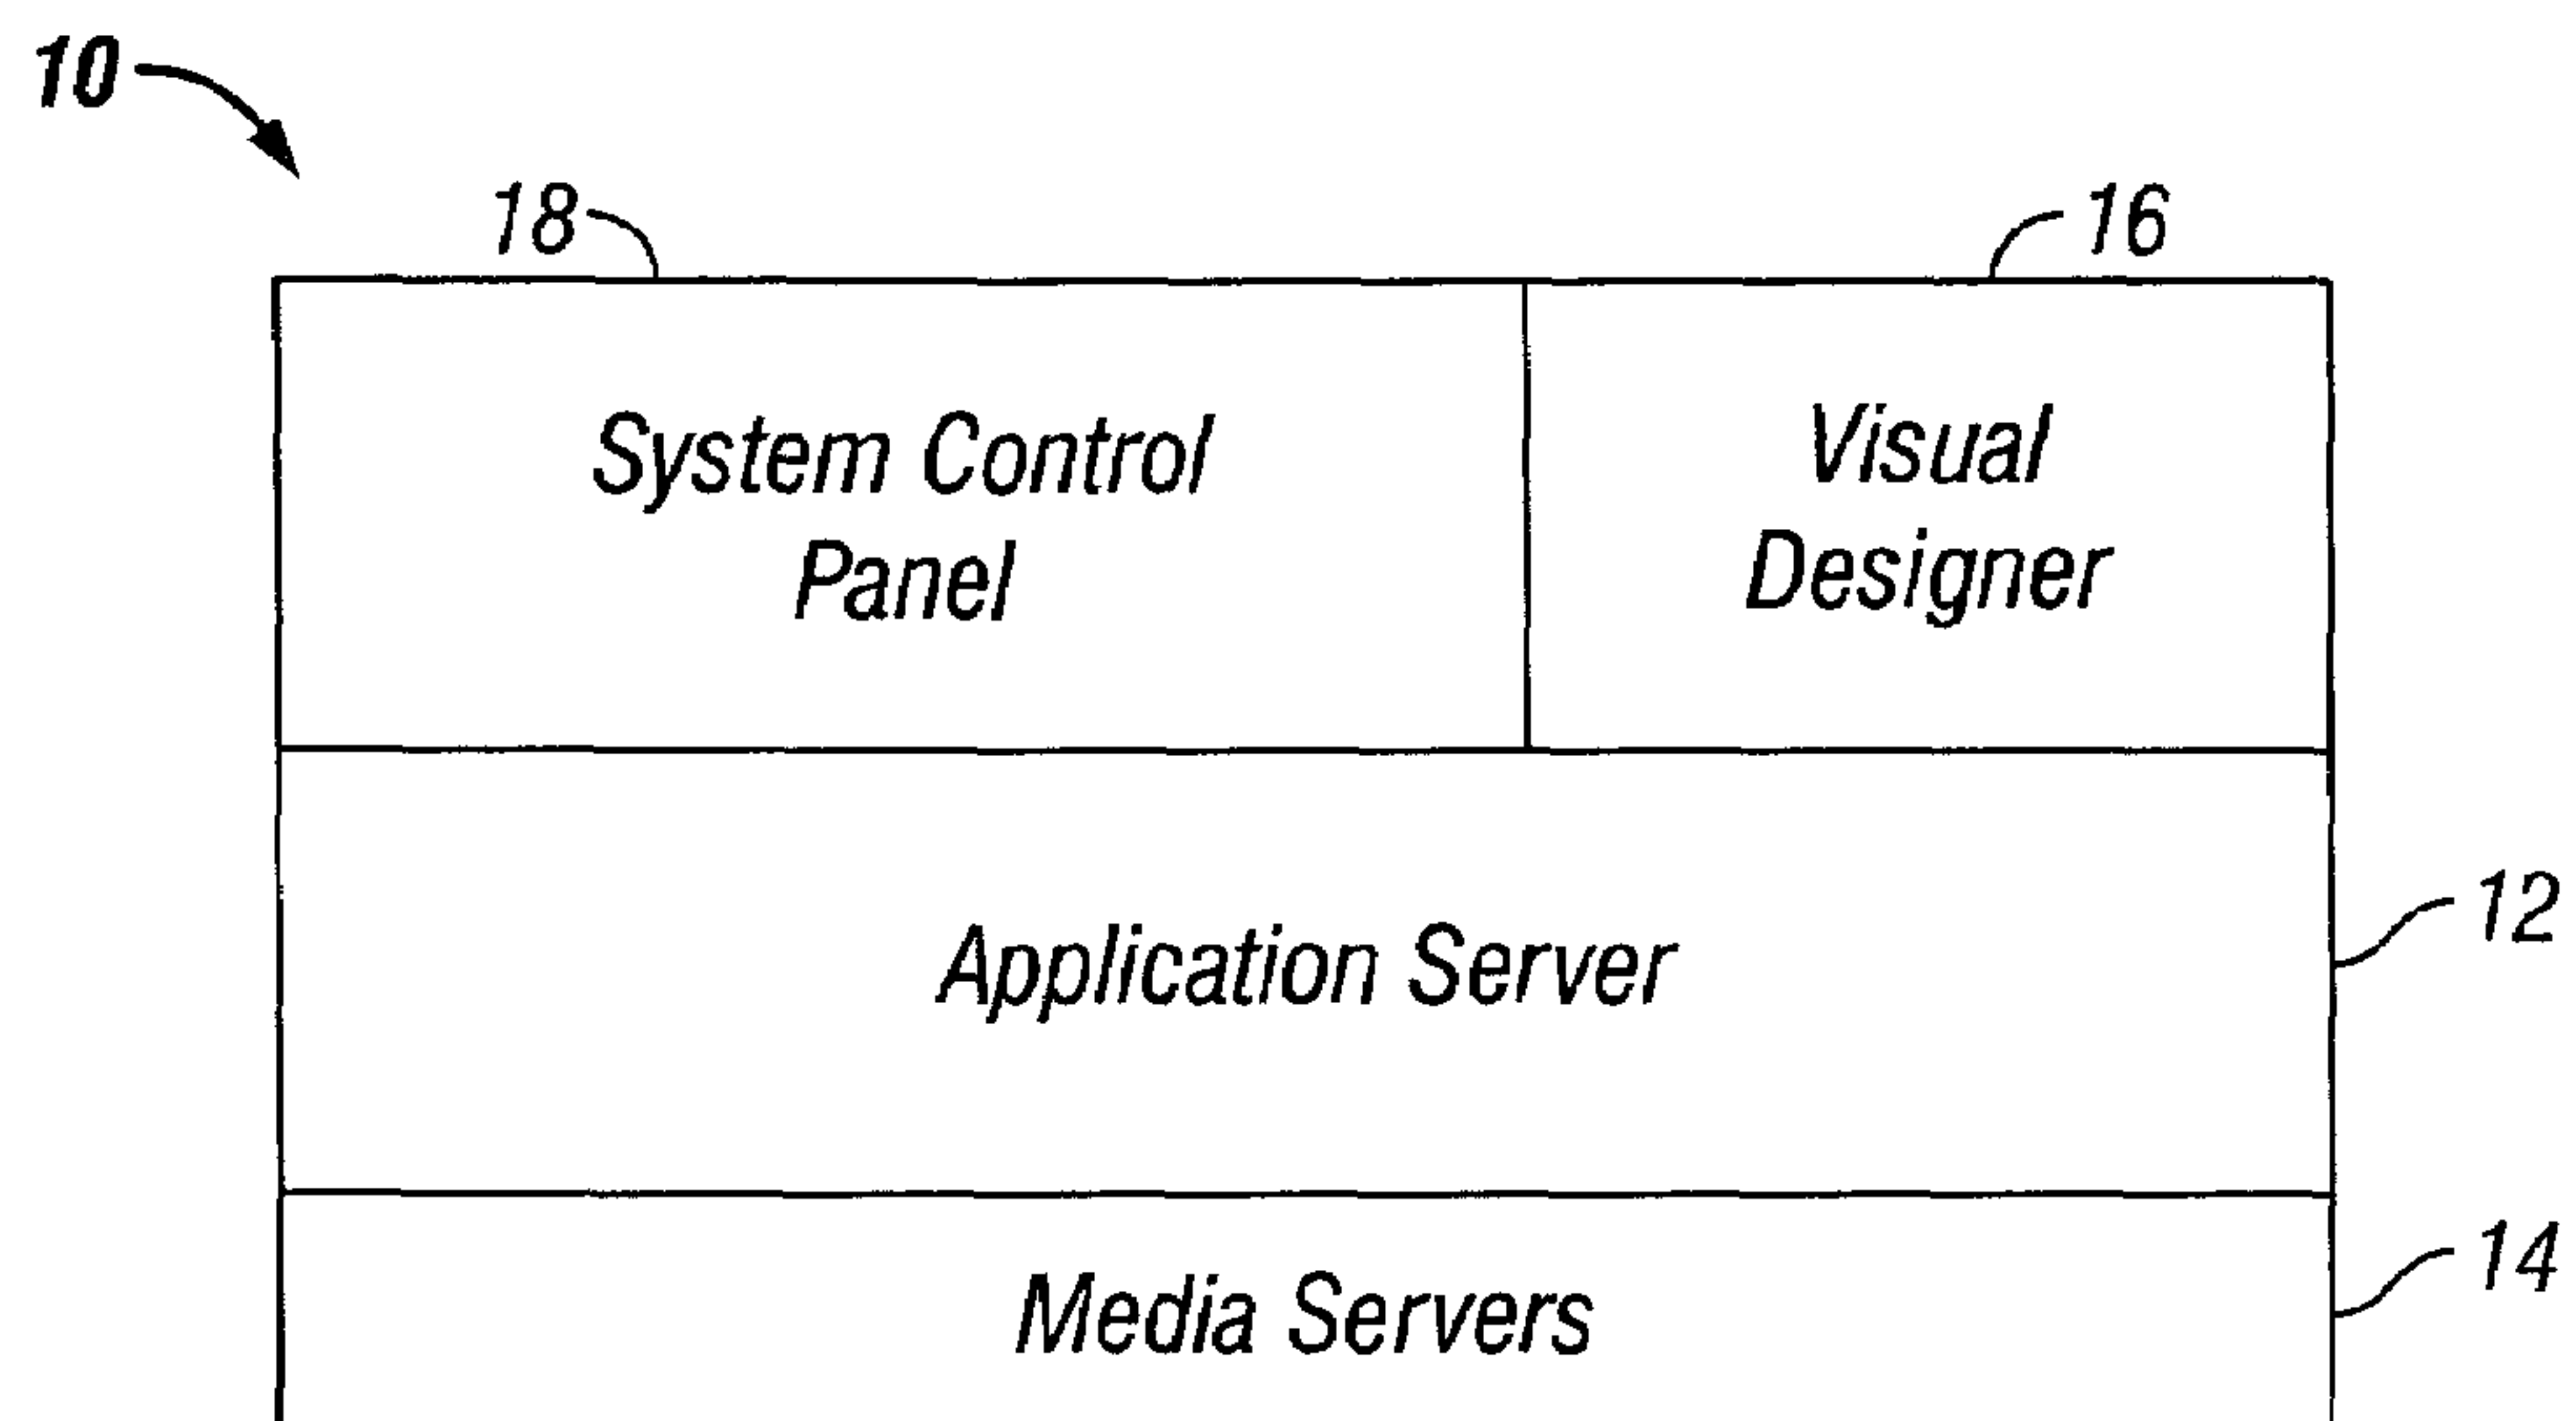 10
18
16
System Control
Panel
Visual
Designer
12
Application Server
14
Media Servers